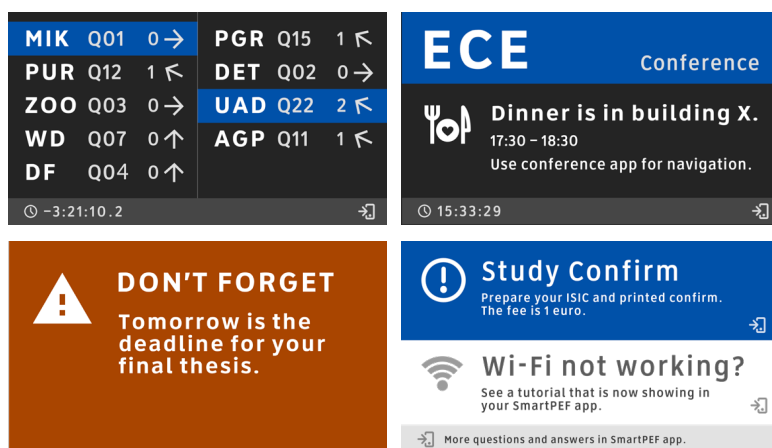 MIK Q01 0 →
PUR Q12 1 ↖
ZOO Q03 0 →
WD Q07 0 ↑
DF Q04 0 ↑
PGR Q15 1 ↖
DET Q02 0 →
UAD Q22 2 ↖
AGP Q11 1 ↖
−3:21:10.2
ECE Conference
Dinner is in building X.
17:30 – 18:30
Use conference app for navigation.
15:33:29
DON'T FORGET
Tomorrow is the
deadline for your
final thesis.
Study Confirm
Prepare your ISIC and printed confirm.
The fee is 1 euro.
Wi-Fi not working?
See a tutorial that is now showing in
your SmartPEF app.
More questions and answers in SmartPEF app.